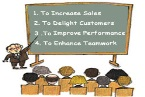 1. To Increase Sales
2. To Delight Customers
3. To Improve Performance
4. To Enhance Teamwork